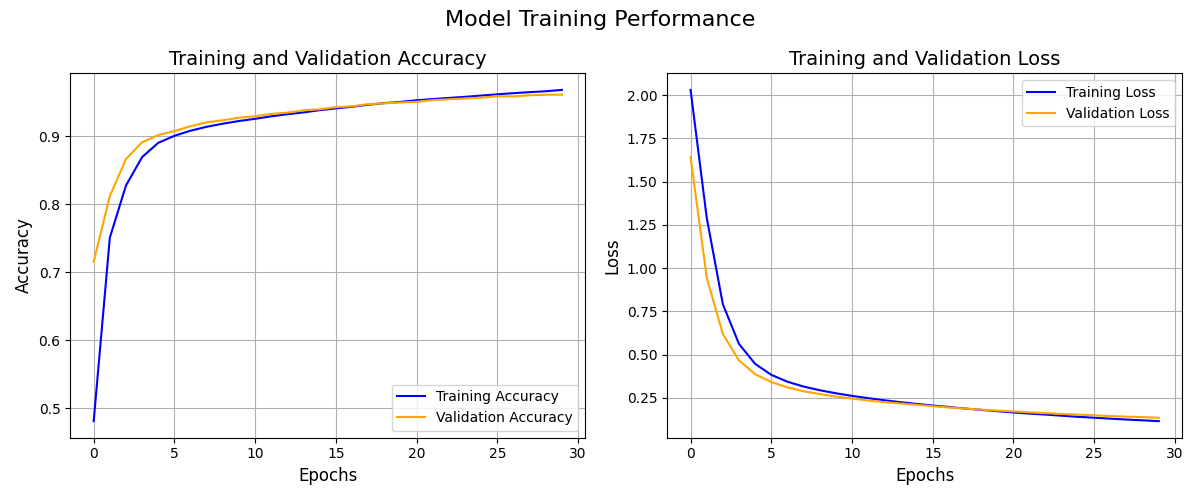 Model Training Performance
Training and Validation Accuracy
Accuracy
0.9
0.8
0.7
0.6
0.5
0
5
10
15
20
25
30
Epochs
Training Accuracy
Validation Accuracy
Training and Validation Loss
Loss
2.00
1.75
1.50
1.25
1.00
0.75
0.50
0.25
0
5
10
15
20
25
30
Epochs
Training Loss
Validation Loss